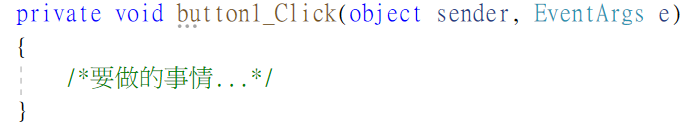 private void button1_Click(object sender, EventArgs e)
{
/*要做的事情...*/
}